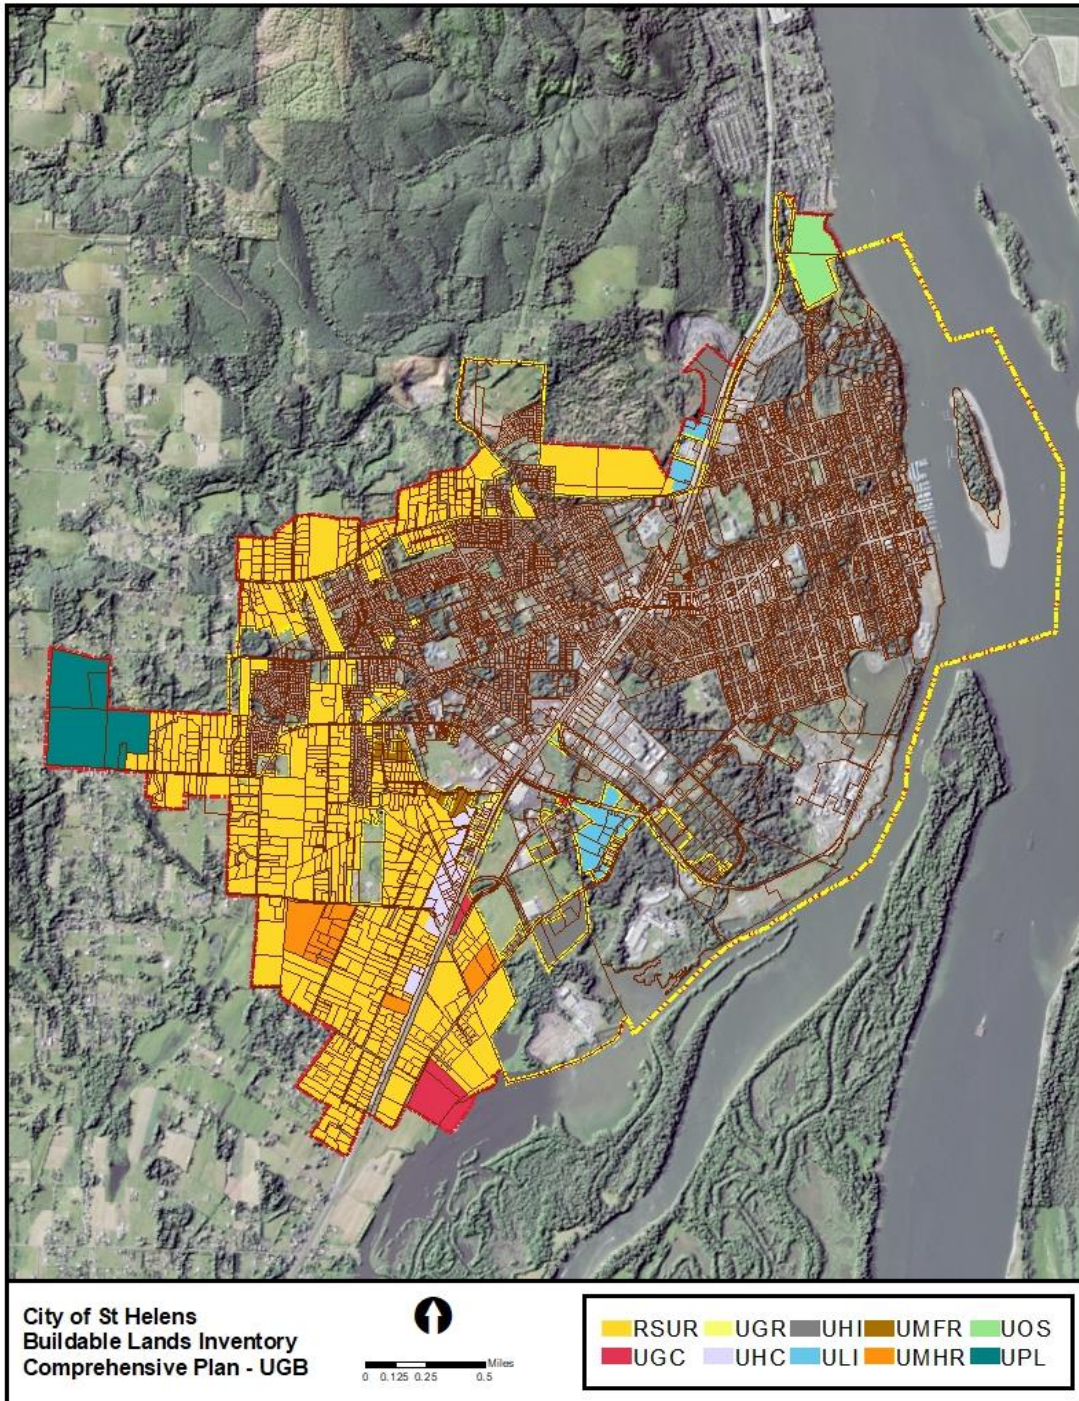 City of St Helens
Buildable Lands Inventory
Comprehensive Plan - UGB
Miles
0 0.125 0.25 0.5
RSUR UGR UHI UMFR UOS
UGC UHC ULI UMHR UPL